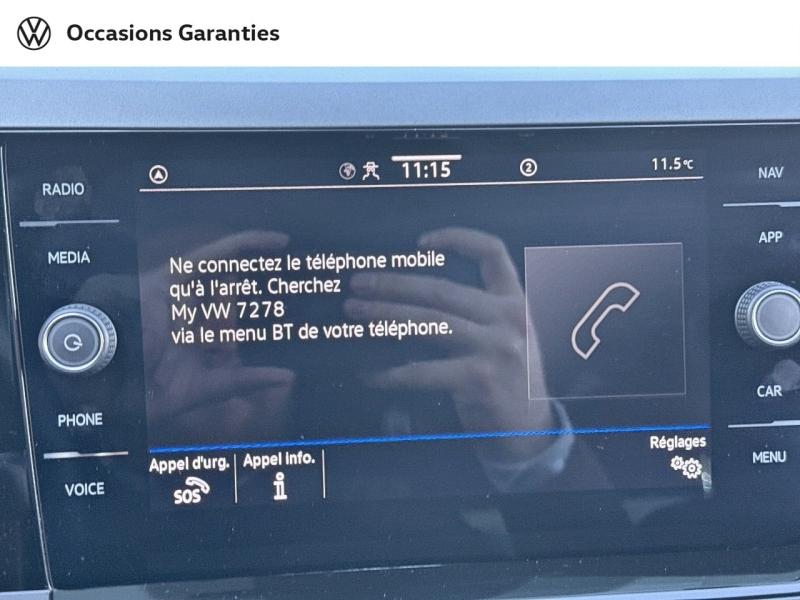 Occasions Garanties
RADIO
MEDIA
PHONE
VOICE
11:15
2
11.5°C
Ne connectez le téléphone mobile
qu'à l'arrêt. Cherchez
My VW 7278
via le menu BT de votre téléphone.
Appel d'urg.
SOS
Appel info.
i
Réglages
NAV
APP
CAR
MENU